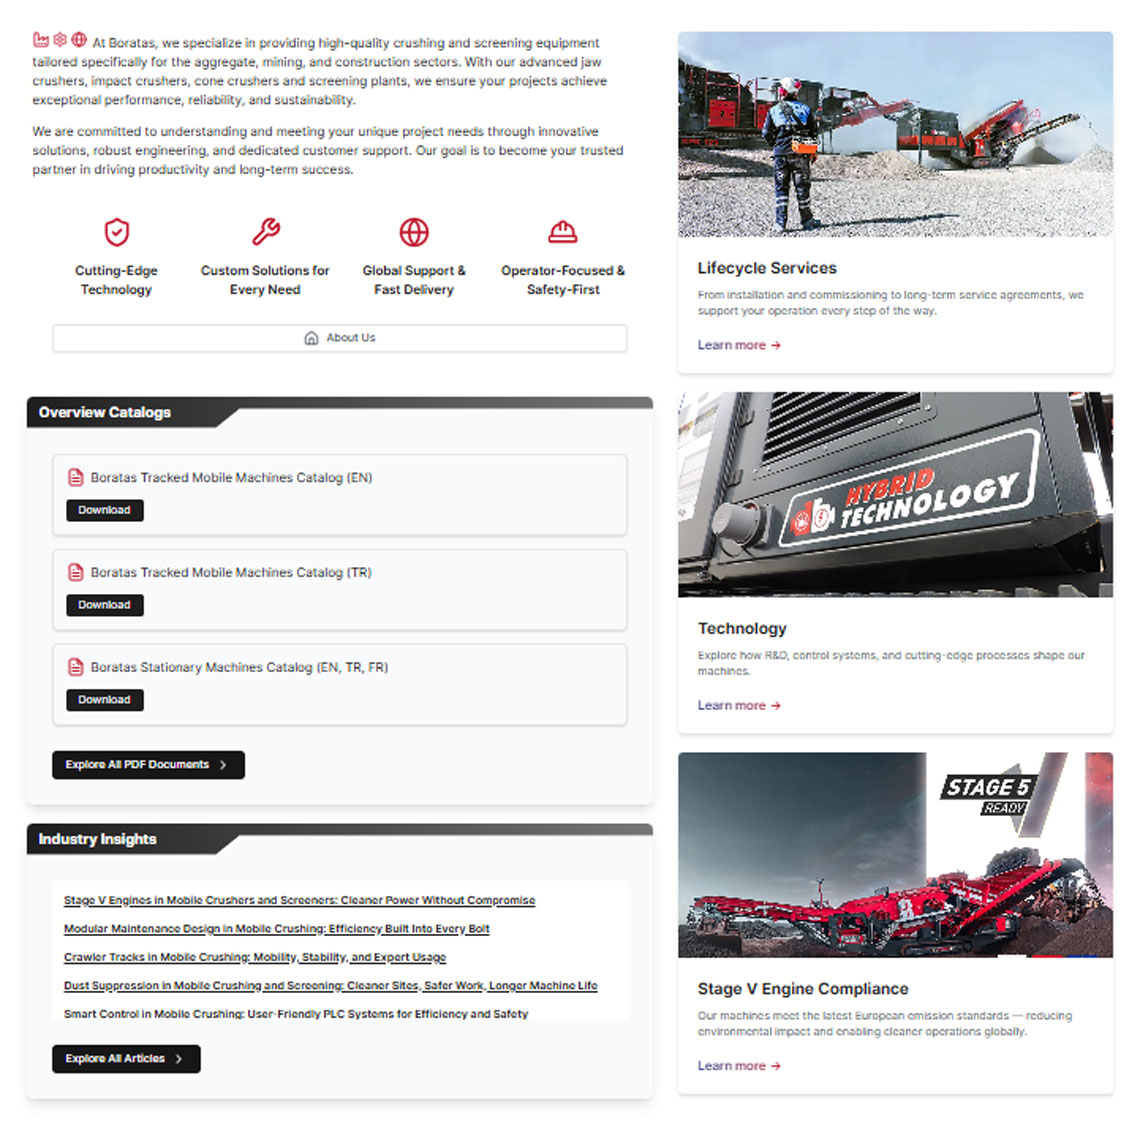 At Boratas, we specialize in providing high-quality crushing and screening equipment
tailored specifically for the aggregate, mining, and construction sectors. With our advanced jaw
crushers, impact crushers, cone crushers and screening plants, we ensure your projects achieve
exceptional performance, reliability, and sustainability.
We are committed to understanding and meeting your unique project needs through innovative
solutions, robust engineering, and dedicated customer support. Our goal is to become your trusted
partner in driving productivity and long-term success.
Cutting-Edge
Technology
Custom Solutions for
Every Need
Global Support &
Fast Delivery
Operator-Focused &
Safety-First
About Us
Overview Catalogs
Boratas Tracked Mobile Machines Catalog (EN)
Download
Boratas Tracked Mobile Machines Catalog (TR)
Download
Boratas Stationary Machines Catalog (EN, TR, FR)
Download
Explore All PDF Documents
Industry Insights
Stage V Engines in Mobile Crushers and Screeners: Cleaner Power Without Compromise
Modular Maintenance Design in Mobile Crushing: Efficiency Built Into Every Bolt
Crawler Tracks in Mobile Crushing: Mobility, Stability, and Expert Usage
Dust Suppression in Mobile Crushing and Screening: Cleaner Sites, Safer Work, Longer Machine Life
Smart Control in Mobile Crushing: User-Friendly PLC Systems for Efficiency and Safety
Explore All Articles
Lifecycle Services
From installation and commissioning to long-term service agreements, we
support your operation every step of the way.
Learn more →
HYBRID
TECHNOLOGY
Technology
Explore how R&D, control systems, and cutting-edge processes shape our
machines.
Learn more →
STAGE 5
READY
Stage V Engine Compliance
Our machines meet the latest European emission standards — reducing
environmental impact and enabling cleaner operations globally.
Learn more →